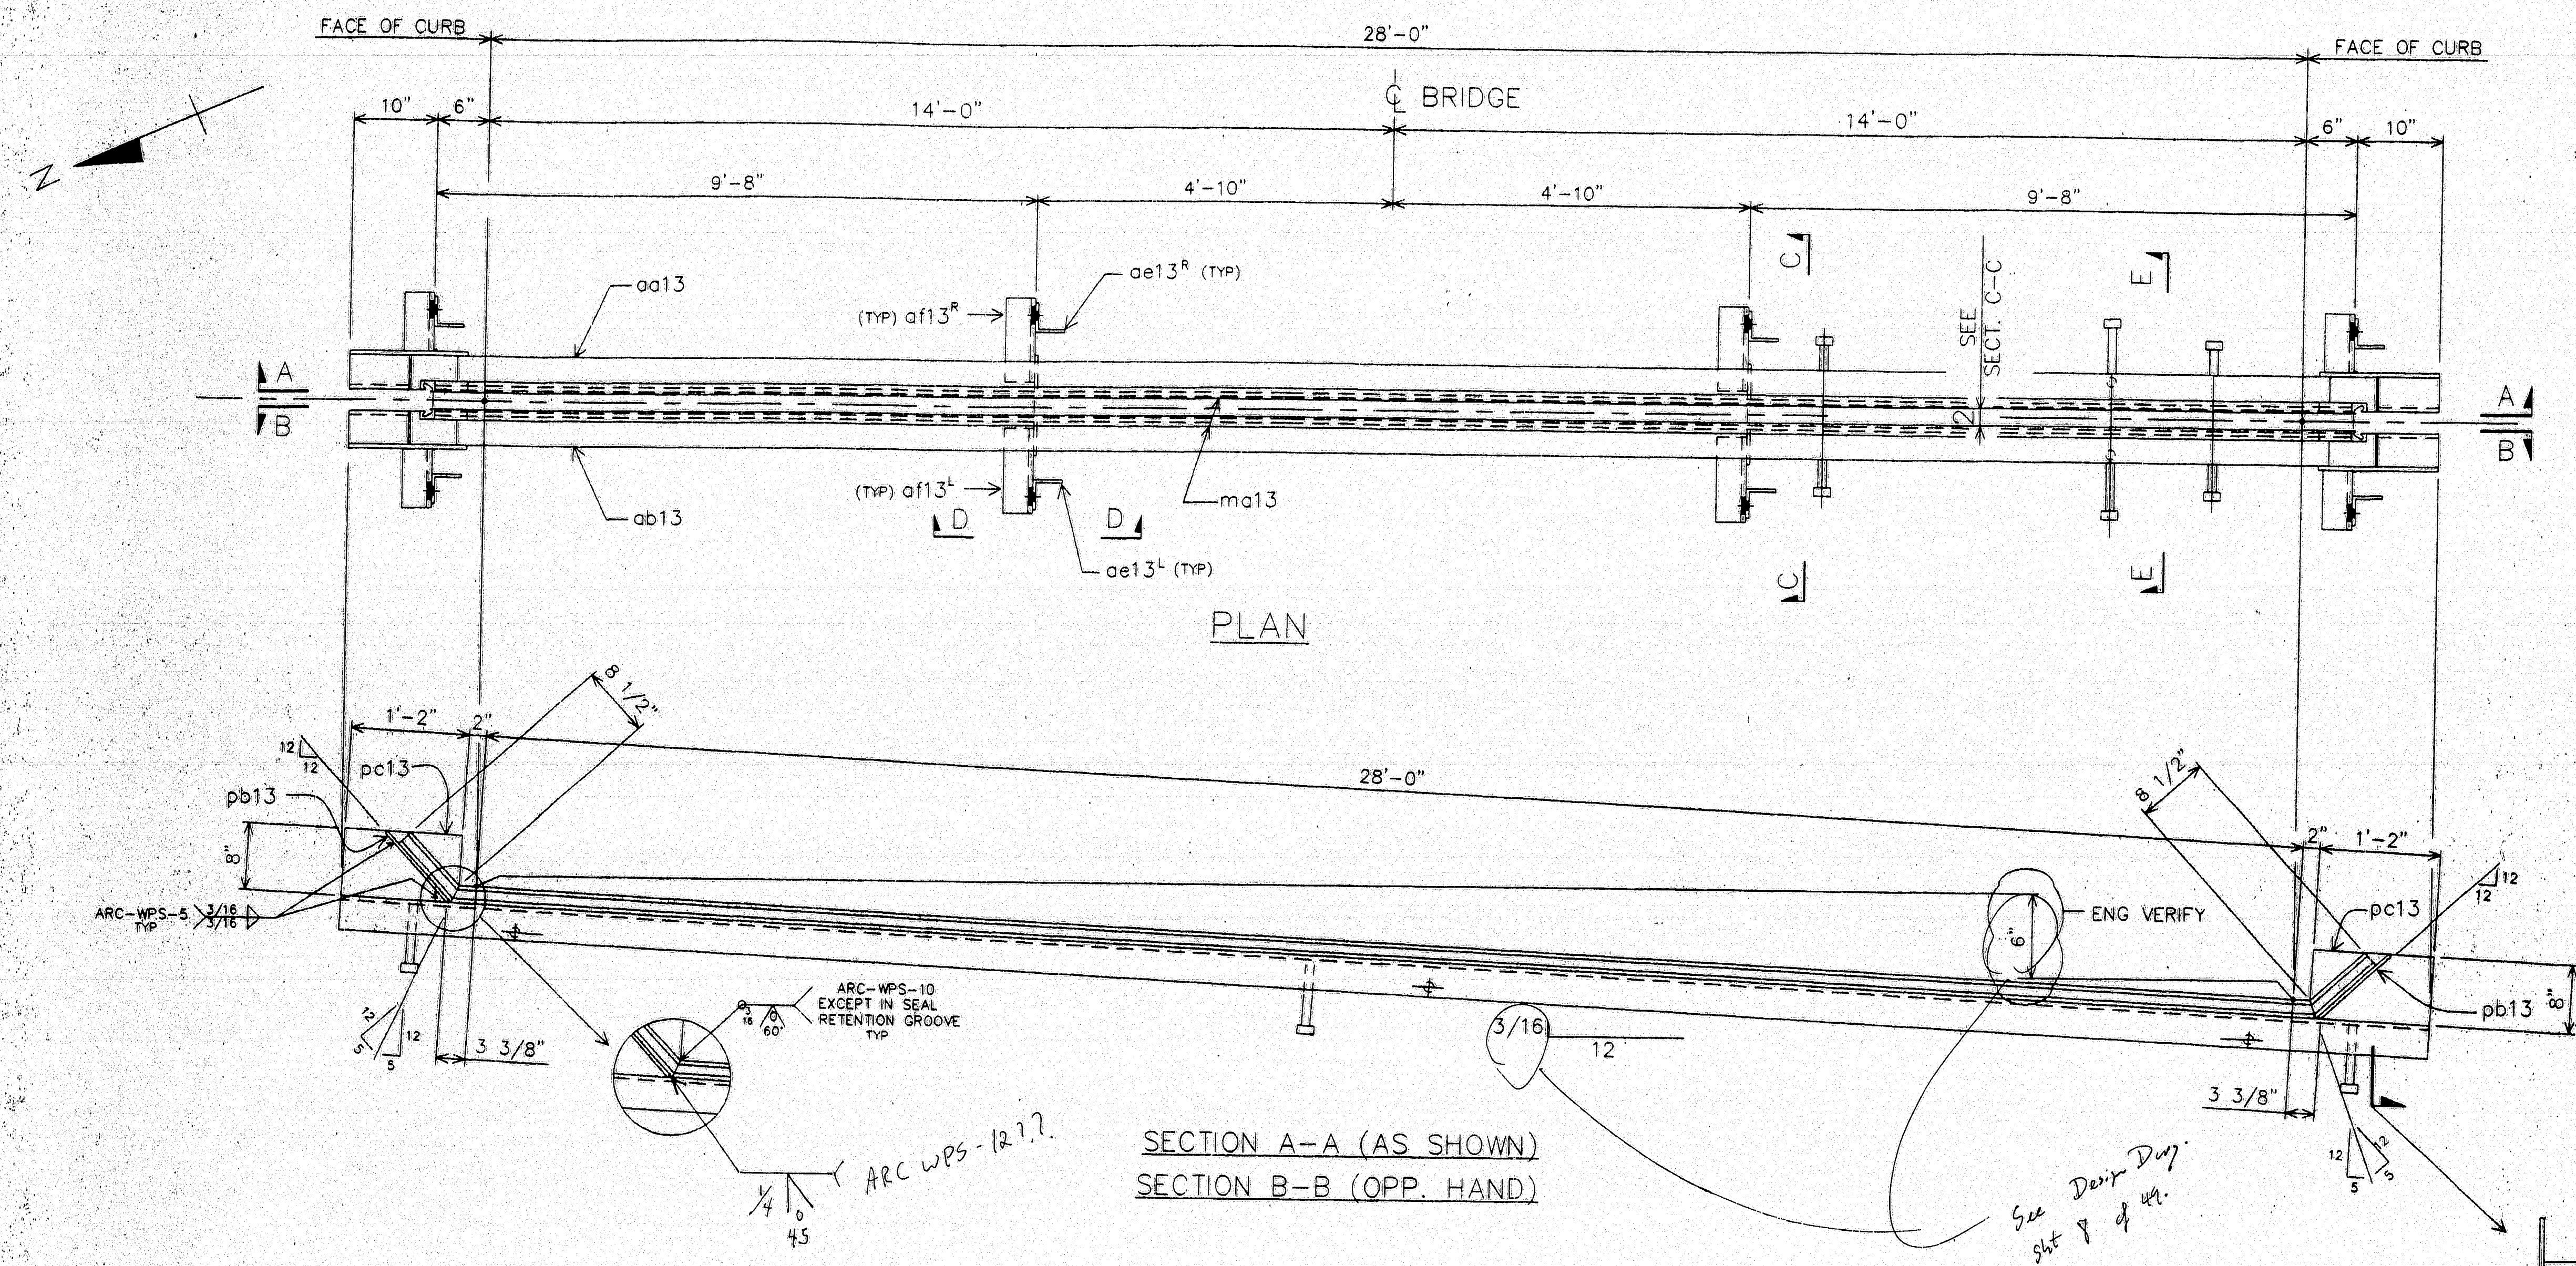 FACE OF CURB
28'-0"
FACE OF CURB
10"
6"
14'-0"
℄ BRIDGE
14'-0"
6"
10"
N
9'-8"
4'-10"
4'-10"
9'-8"
aa13
(TYP) af13R
ae13R (TYP)
C
SEE
SECT. C-C
E
A
B
2
A
B
ab13
(TYP) af13L
D
D
ma13
ae13L (TYP)
C
E
PLAN
8 1/2"
1'-2"
2"
12
12
pc13
pb13
28'-0"
8 1/2"
2"
1'-2"
12
12
8"
ARC-WPS-5
TYP
3/16
3/16
6"
ENG VERIFY
pc13
pb13
8"
12
5
12
5
3 3/8"
3
16
0
60°
ARC-WPS-10
EXCEPT IN SEAL
RETENTION GROOVE
TYP
3/16
12
3 3/8"
12
5
12
5
ARC WPS-12???
1/4
0
45
SECTION A-A (AS SHOWN)
SECTION B-B (OPP. HAND)
See Design Dwg.
sht 8 of 49.